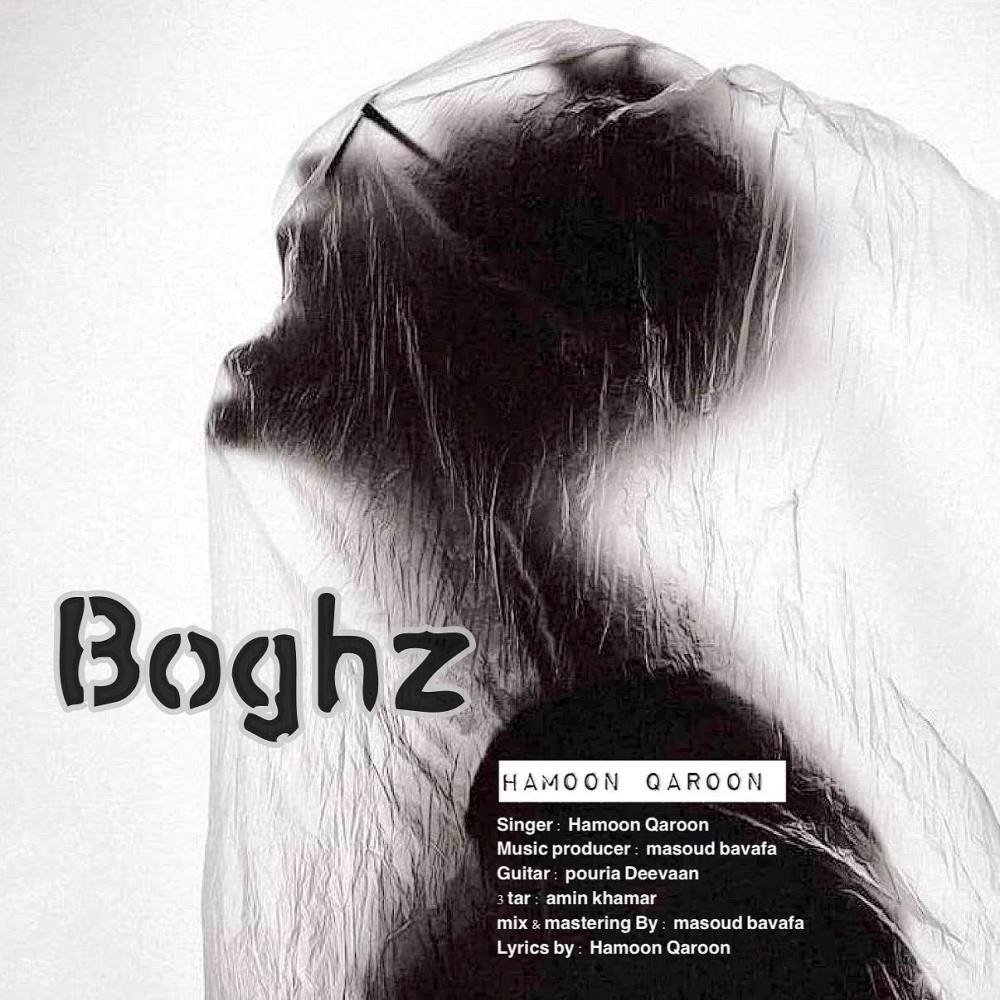 Boghz
HAMOON QAROON
Singer : Hamoon Qaroon
Music producer : masoud bavafa
Guitar : pouria Deevaan
3 tar : amin khamar
mix & mastering By : masoud bavafa
Lyrics by : Hamoon Qaroon